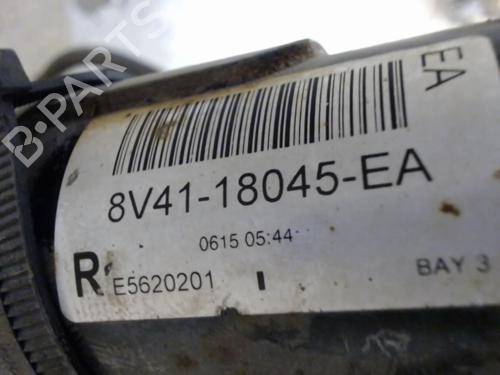 EA
8V41-18045-EA
0615 05:44
R E5620201 BAY 3
B-PARTS